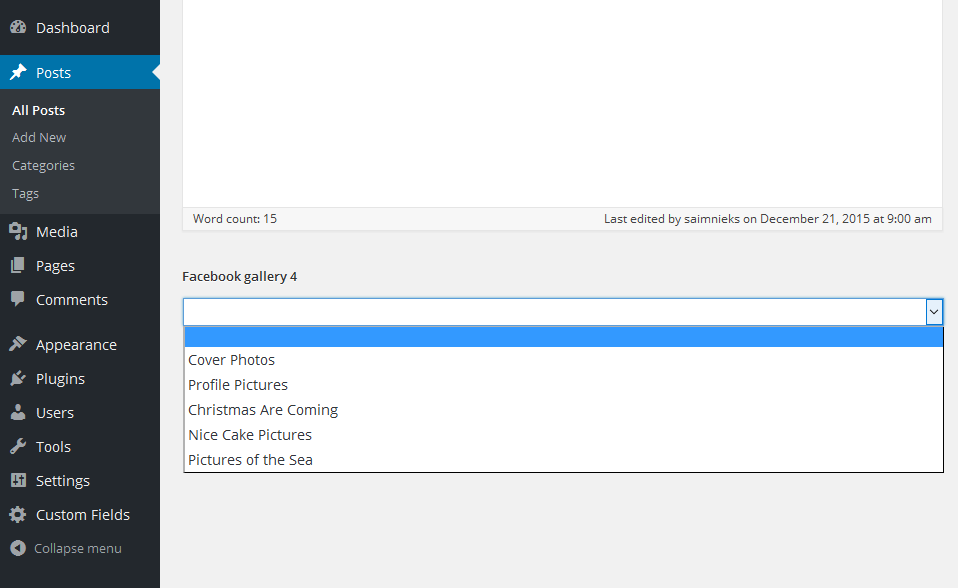 Dashboard
Posts
All Posts
Add New
Categories
Tags
Media
Pages
Comments
Appearance
Plugins
Users
Tools
Settings
Custom Fields
Collapse menu
Word count: 15
Last edited by saimnieks on December 21, 2015 at 9:00 am
Facebook gallery 4
Cover Photos
Profile Pictures
Christmas Are Coming
Nice Cake Pictures
Pictures of the Sea